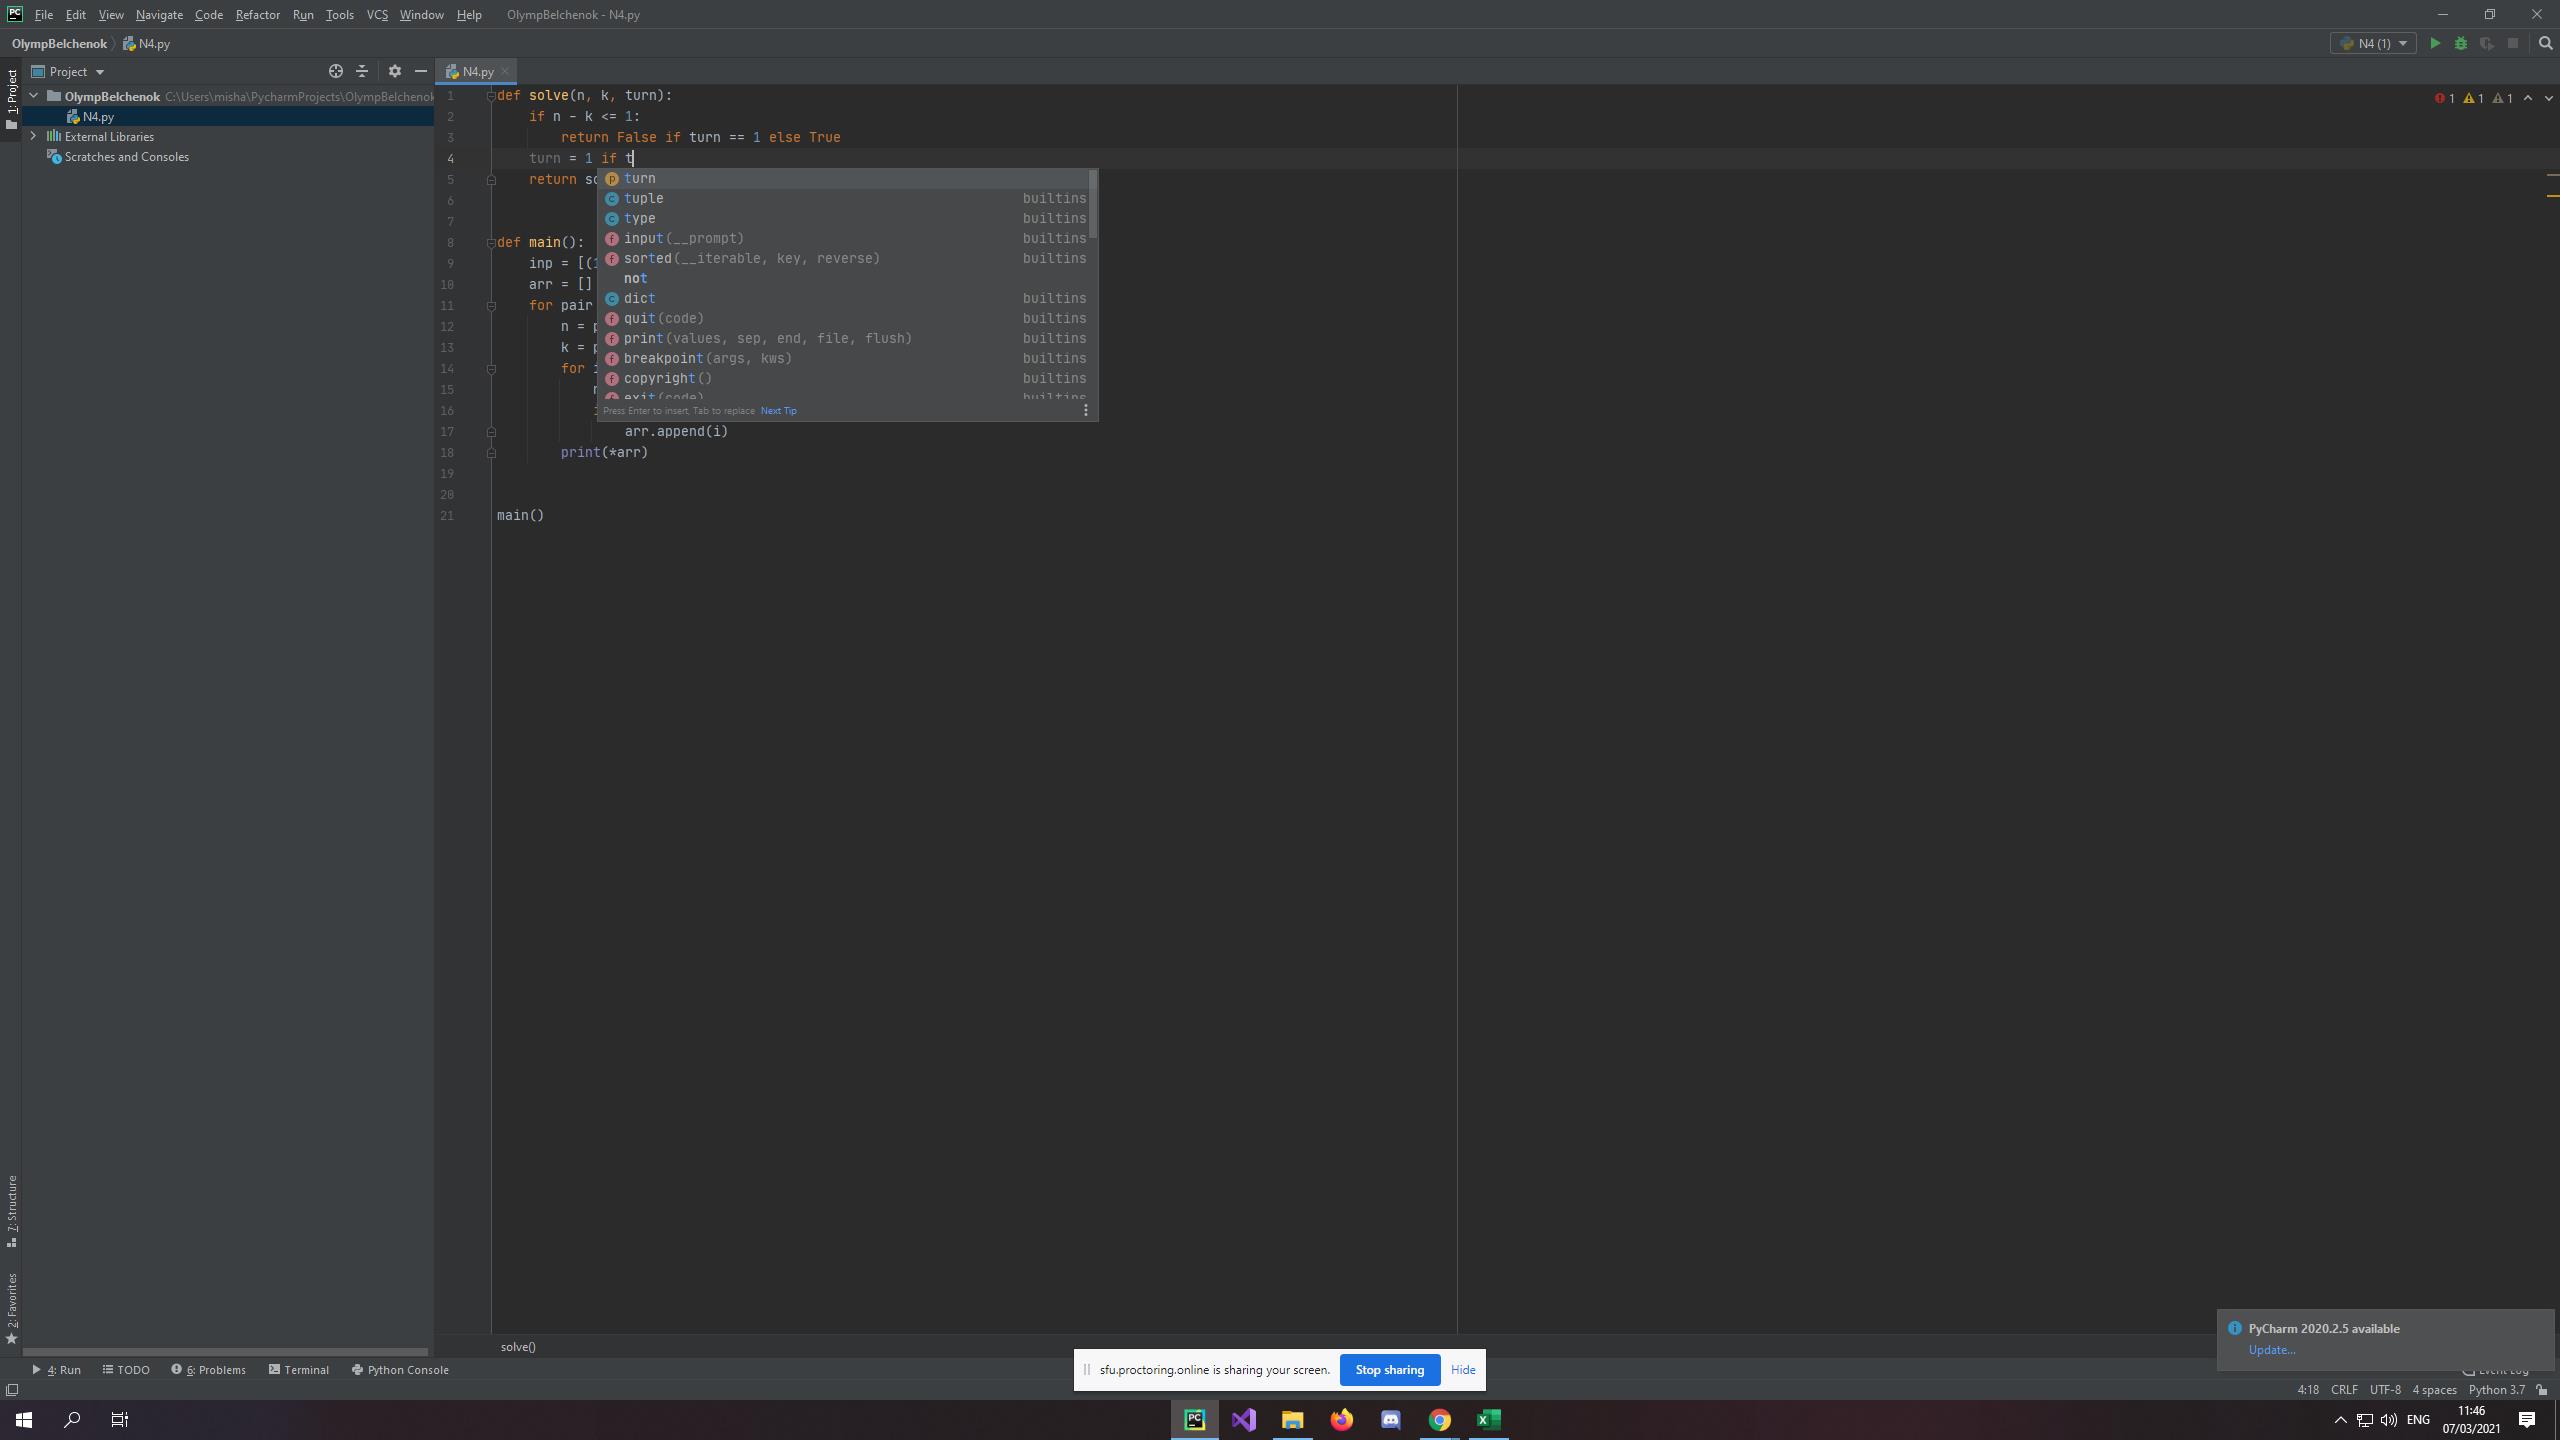 File Edit View Navigate Code Refactor Run Tools VCS Window Help OlympBelchenok - N4.py
OlympBelchenok N4.py
N4 (1)
Project
N4.py
OlympBelchenok C:\Users\misha\PycharmProjects\OlympBelchenok
N4.py
External Libraries
Scratches and Consoles
1: Project
7: Structure
2: Favorites
1 1 1
1 def solve(n, k, turn):
2 if n - k <= 1:
3 return False if turn == 1 else True
4 turn = 1 if t
5 return so
6
7
8 def main():
9 inp = [(
10 arr = []
11 for pair
12 n = p
13 k = p
14 for i
15
16
17 arr.append(i)
18 print(*arr)
19
20
21 main()
turn
tuple builtins
type builtins
input(__prompt) builtins
sorted(__iterable, key, reverse) builtins
not
dict builtins
quit(code) builtins
print(values, sep, end, file, flush) builtins
breakpoint(args, kws) builtins
copyright() builtins
exit(code) builtins
Press Enter to insert, Tab to replace Next Tip
solve()
PyCharm 2020.2.5 available
Update...
4: Run TODO 6: Problems Terminal Python Console
Event Log
sfu.proctoring.online is sharing your screen. Stop sharing Hide
4:18 CRLF UTF-8 4 spaces Python 3.7
PC
ENG
11:46
07/03/2021